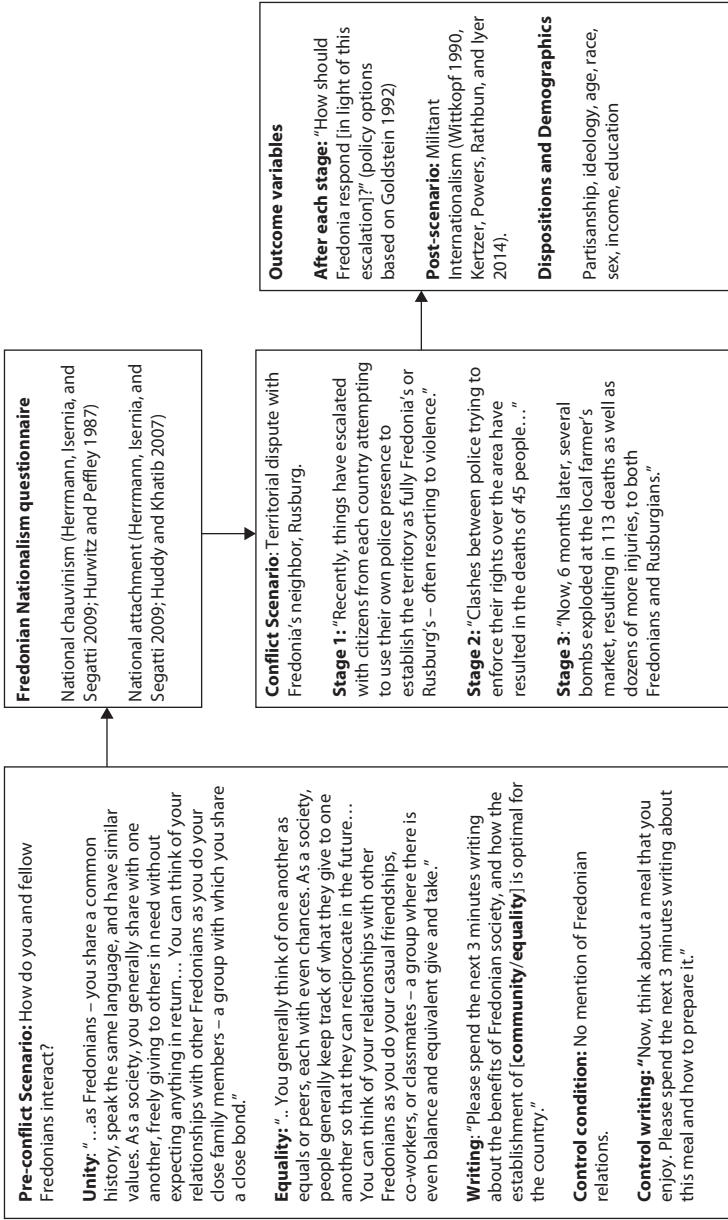 Pre-conflict Scenario: How do you and fellow
Fredonians interact?
Unity: “…as Fredonians – you share a common
history, speak the same language, and have similar
values. As a society, you generally share with one
another, freely giving to others in need without
expecting anything in return… You can think of your
relationships with other Fredonians as you do your
close family members – a group with which you share
a close bond.”
Equality: “.. You generally think of one another as
equals or peers, each with even chances. As a society,
people generally keep track of what they give to one
another so that they can reciprocate in the future…
You can think of your relationships with other
Fredonians as you do your casual friendships,
co-workers, or classmates – a group where there is
even balance and equivalent give and take.”
Writing: “Please spend the next 3 minutes writing
about the benefits of Fredonian society, and how the
establishment of [community/equality] is optimal for
the country.”
Control condition: No mention of Fredonian
relations.
Control writing: “Now, think about a meal that you
enjoy. Please spend the next 3 minutes writing about
this meal and how to prepare it.”
Fredonian Nationalism questionnaire
National chauvinism (Herrmann, Isernia, and
Segatti 2009; Hurwitz and Peffley 1987)
National attachment (Herrmann, Isernia, and
Segatti 2009; Huddy and Khatib 2007)
Conflict Scenario: Territorial dispute with
Fredonia’s neighbor, Rusburg.
Stage 1: “Recently, things have escalated
with citizens from each country attempting
to use their own police presence to
establish the territory as fully Fredonia’s or
Rusburg’s – often resorting to violence.”
Stage 2: “Clashes between police trying to
enforce their rights over the area have
resulted in the deaths of 45 people…”
Stage 3: “Now, 6 months later, several
bombs exploded at the local farmer’s
market, resulting in 113 deaths as well as
dozens of more injuries, to both
Fredonians and Rusburgians.”
Outcome variables
After each stage: “How should
Fredonia respond [in light of this
escalation]?” (policy options
based on Goldstein 1992)
Post-scenario: Militant
Internationalism (Wittkopf 1990,
Kertzer, Powers, Rathbun, and Iyer
2014).
Dispositions and Demographics
Partisanship, ideology, age, race,
sex, income, education